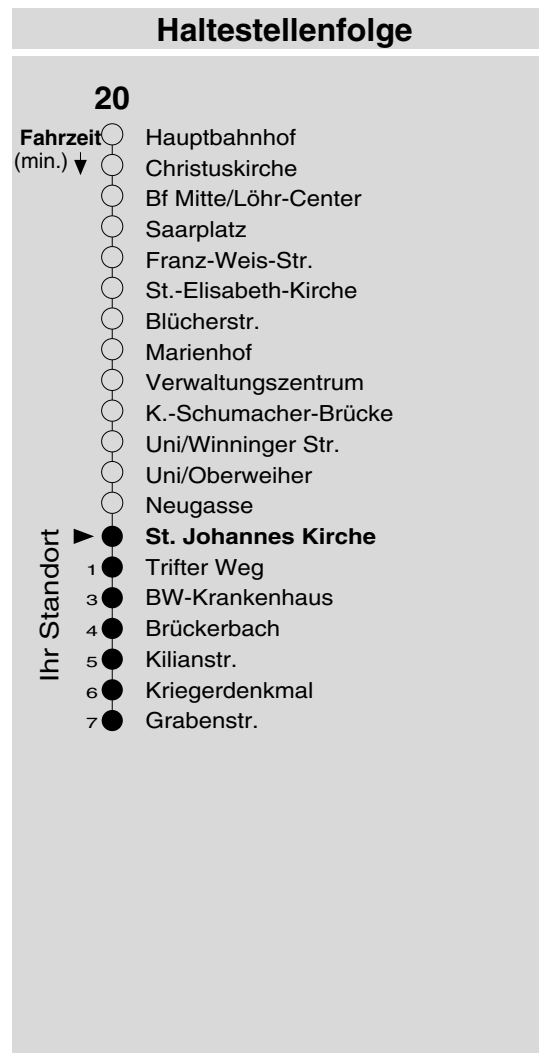 Haltestellenfolge
20
Fahrzeit Hauptbahnhof
(min.) Christuskirche
Bf Mitte/Löhr-Center
Saarplatz
Franz-Weis-Str.
St.-Elisabeth-Kirche
Blücherstr.
Marienhof
Verwaltungszentrum
K.-Schumacher-Brücke
Uni/Winninger Str.
Uni/Oberweiher
Neugasse
Ihr Standort
St. Johannes Kirche
1 Trifter Weg
3 BW-Krankenhaus
4 Brückerbach
5 Kilianstr.
6 Kriegerdenkmal
7 Grabenstr.